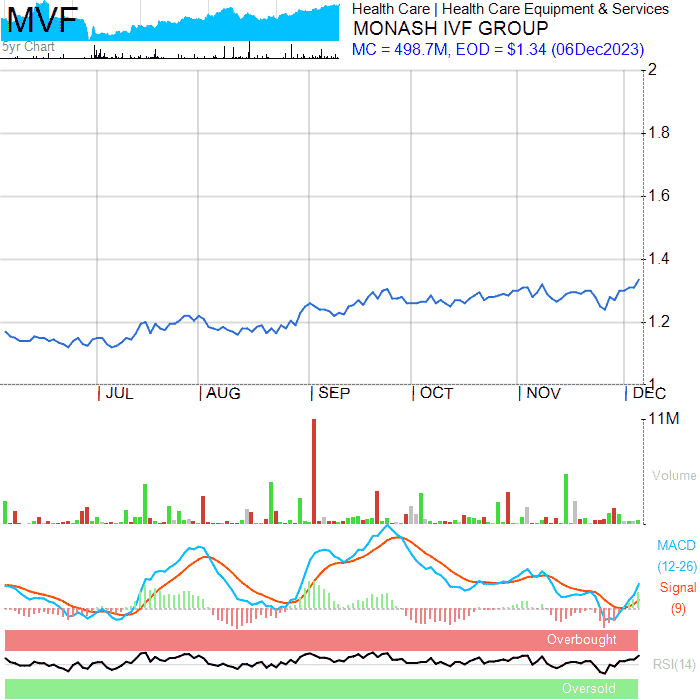 MVF
Health Care | Health Care Equipment & Services
MONASH IVF GROUP
5yr Chart
MC = 498.7M, EOD = $1.34 (06Dec2023)
2
1.8
1.6
1.4
1.2
1
| JUL | AUG | SEP | OCT | NOV | DEC
11M
Volume
MACD
(12-26)
Signal
(9)
Overbought
RSI(14)
Oversold